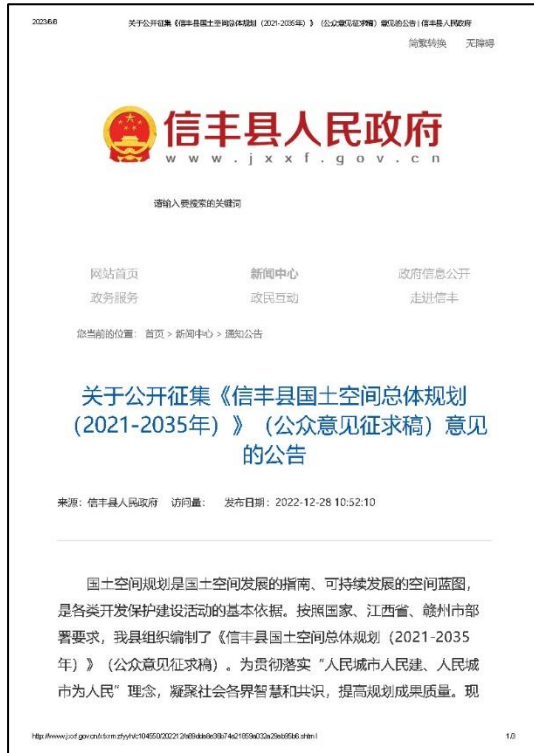 2023/6/8 关于公开征集《信丰县国土空间总体规划（2021-2035年）》（公众意见征求稿）意见的公告 | 信丰县人民政府
简繁转换 无障碍
信丰县人民政府
www.jxxf.gov.cn
请输入要搜索的关键词
网站首页 新闻中心 政府信息公开
政务服务 政民互动 走进信丰
您当前的位置： 首页 > 新闻中心 > 通知公告
关于公开征集《信丰县国土空间总体规划
（2021-2035年）》（公众意见征求稿）意见
的公告
来源：信丰县人民政府 访问量： 发布日期：2022-12-28 10:52:10
国土空间规划是国土空间发展的指南、可持续发展的空间蓝图，
是各类开发保护建设活动的基本依据。按照国家、江西省、赣州市部
署要求，我县组织编制了《信丰县国土空间总体规划（2021-2035
年）》（公众意见征求稿）。为贯彻落实“人民城市人民建、人民城
市为人民”理念，凝聚社会各界智慧和共识，提高规划成果质量。现